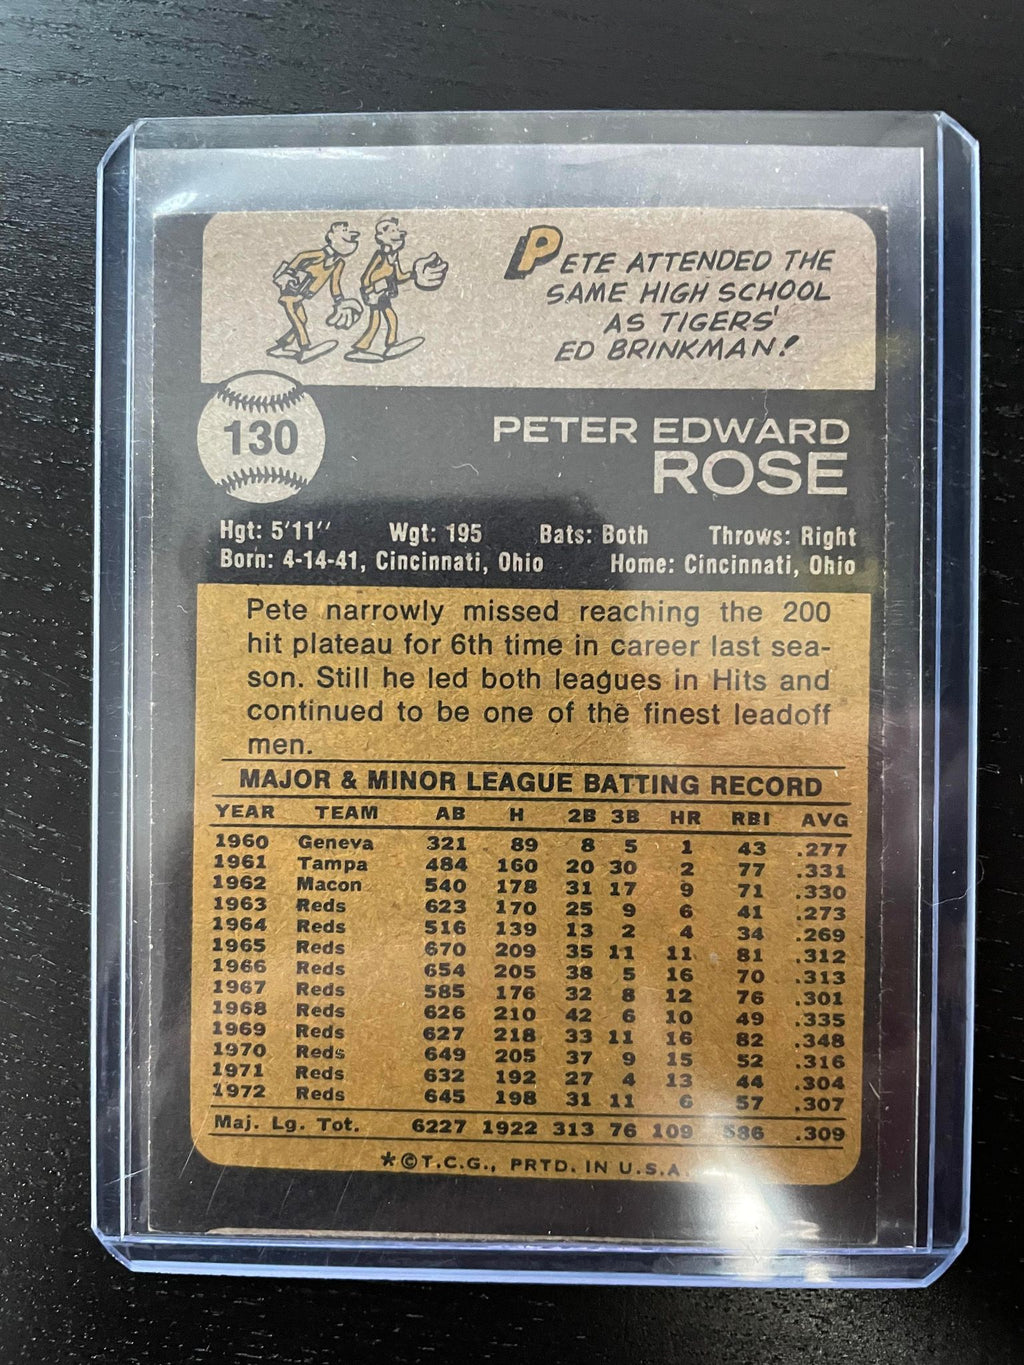 PETE ATTENDED THE
SAME HIGH SCHOOL
AS TIGERS'
ED BRINKMAN!
130
PETER EDWARD
ROSE
Hgt: 5'11'' Wgt: 195 Bats: Both Throws: Right
Born: 4-14-41, Cincinnati, Ohio Home: Cincinnati, Ohio
Pete narrowly missed reaching the 200
hit plateau for 6th time in career last sea-
son. Still he led both leagues in Hits and
continued to be one of the finest leadoff
men.
MAJOR & MINOR LEAGUE BATTING RECORD
YEAR TEAM AB H 2B 3B HR RBI AVG
1960 Geneva 321 89 8 5 1 43 .277
1961 Tampa 484 160 20 30 2 77 .331
1962 Macon 540 178 31 17 9 71 .330
1963 Reds 623 170 25 9 6 41 .273
1964 Reds 516 139 13 2 4 34 .269
1965 Reds 670 209 35 11 11 81 .312
1966 Reds 654 205 38 5 16 70 .313
1967 Reds 585 176 32 8 12 76 .301
1968 Reds 626 210 42 6 10 49 .335
1969 Reds 627 218 33 11 16 82 .348
1970 Reds 649 205 37 9 15 52 .316
1971 Reds 632 192 27 4 13 44 .304
1972 Reds 645 198 31 11 6 57 .307
Maj. Lg. Tot. 6227 1922 313 76 109 586 .309
*©T.C.G., PRTD. IN U.S.A.